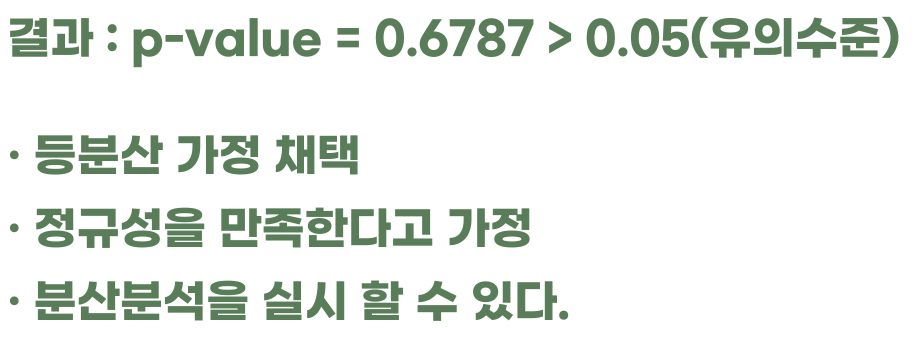 결과 : p-value = 0.6787 > 0.05(유의수준)
• 등분산 가정 채택
• 정규성을 만족한다고 가정
• 분산분석을 실시 할 수 있다.